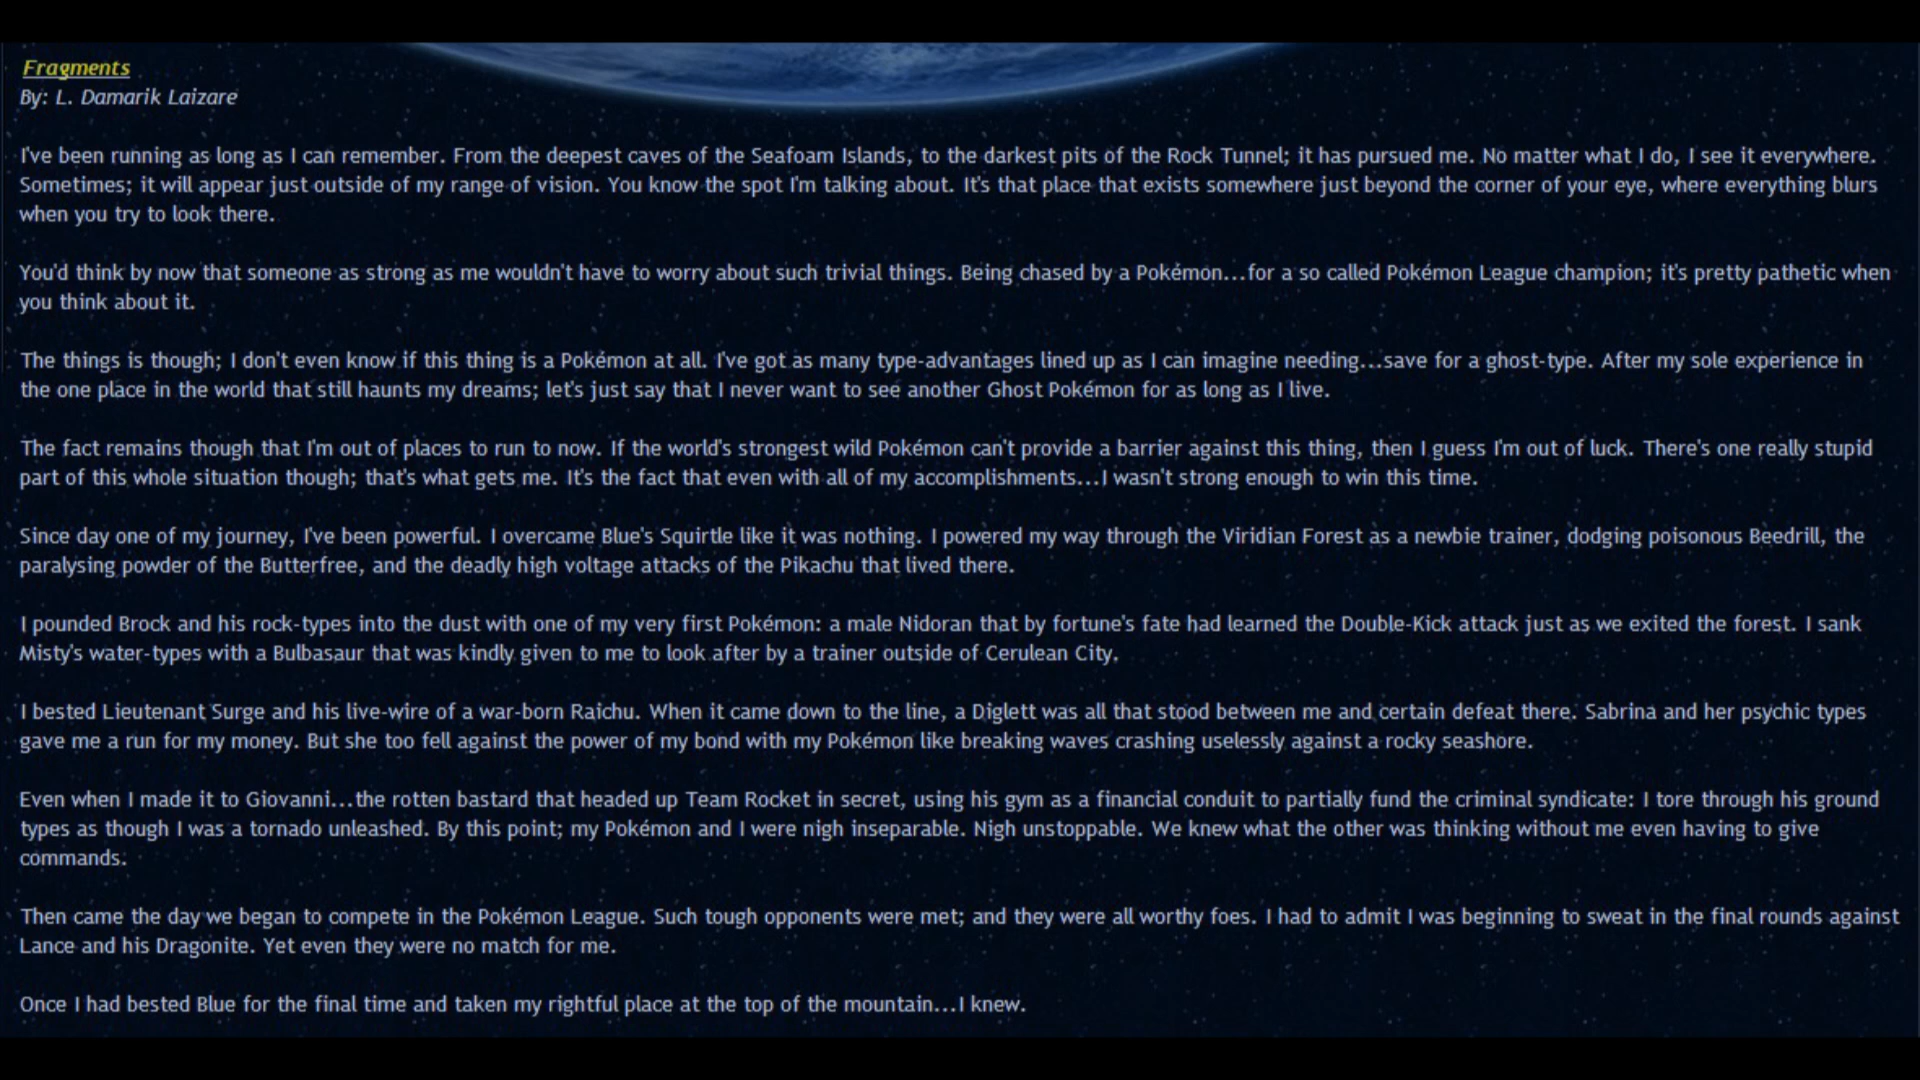 Fragments
By: L. Damarik Laizare
I've been running as long as I can remember. From the deepest caves of the Seafoam Islands, to the darkest pits of the Rock Tunnel; it has pursued me. No matter what I do, I see it everywhere.
Sometimes; it will appear just outside of my range of vision. You know the spot I'm talking about. It's that place that exists somewhere just beyond the corner of your eye, where everything blurs
when you try to look there.
You'd think by now that someone as strong as me wouldn't have to worry about such trivial things. Being chased by a Pokémon...for a so called Pokémon League champion; it's pretty pathetic when
you think about it.
The things is though; I don't even know if this thing is a Pokémon at all. I've got as many type-advantages lined up as I can imagine needing...save for a ghost-type. After my sole experience in
the one place in the world that still haunts my dreams; let's just say that I never want to see another Ghost Pokémon for as long as I live.
The fact remains though that I'm out of places to run to now. If the world's strongest wild Pokémon can't provide a barrier against this thing, then I guess I'm out of luck. There's one really stupid
part of this whole situation though; that's what gets me. It's the fact that even with all of my accomplishments...I wasn't strong enough to win this time.
Since day one of my journey, I've been powerful. I overcame Blue's Squirtle like it was nothing. I powered my way through the Viridian Forest as a newbie trainer, dodging poisonous Beedrill, the
paralysing powder of the Butterfree, and the deadly high voltage attacks of the Pikachu that lived there.
I pounded Brock and his rock-types into the dust with one of my very first Pokémon: a male Nidoran that by fortune's fate had learned the Double-Kick attack just as we exited the forest. I sank
Misty's water-types with a Bulbasaur that was kindly given to me to look after by a trainer outside of Cerulean City.
I bested Lieutenant Surge and his live-wire of a war-born Raichu. When it came down to the line, a Diglett was all that stood between me and certain defeat there. Sabrina and her psychic types
gave me a run for my money. But she too fell against the power of my bond with my Pokémon like breaking waves crashing uselessly against a rocky seashore.
Even when I made it to Giovanni...the rotten bastard that headed up Team Rocket in secret, using his gym as a financial conduit to partially fund the criminal syndicate: I tore through his ground
types as though I was a tornado unleashed. By this point; my Pokémon and I were nigh inseparable. Nigh unstoppable. We knew what the other was thinking without me even having to give
commands.
Then came the day we began to compete in the Pokémon League. Such tough opponents were met; and they were all worthy foes. I had to admit I was beginning to sweat in the final rounds against
Lance and his Dragonite. Yet even they were no match for me.
Once I had bested Blue for the final time and taken my rightful place at the top of the mountain...I knew.